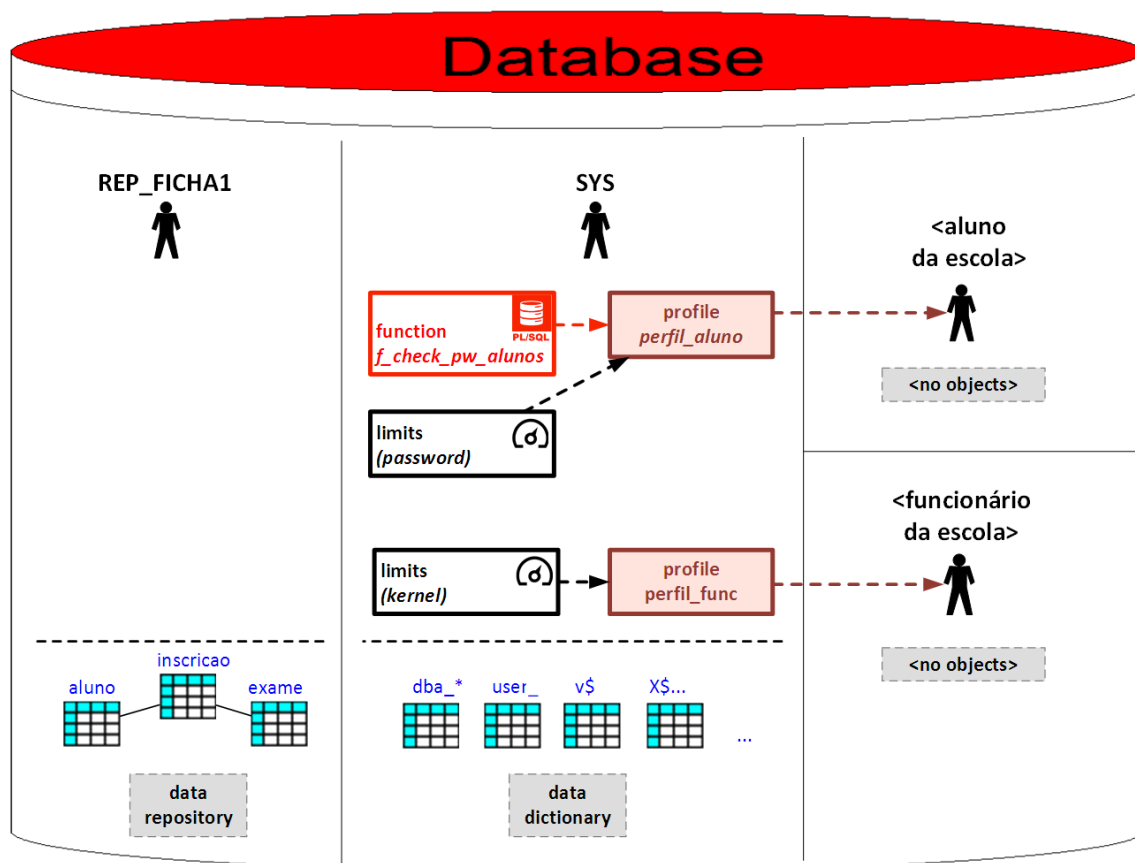 Database
REP_FICHA1
SYS
<aluno
da escola>
function
f_check_pw_alunos
PL/SQL
profile
perfil_aluno
<no objects>
limits
(password)
<funcionário
da escola>
limits
(kernel)
profile
perfil_func
<no objects>
inscricao
aluno
exame
dba_*
user_
v$
X$...
...
data
repository
data
dictionary